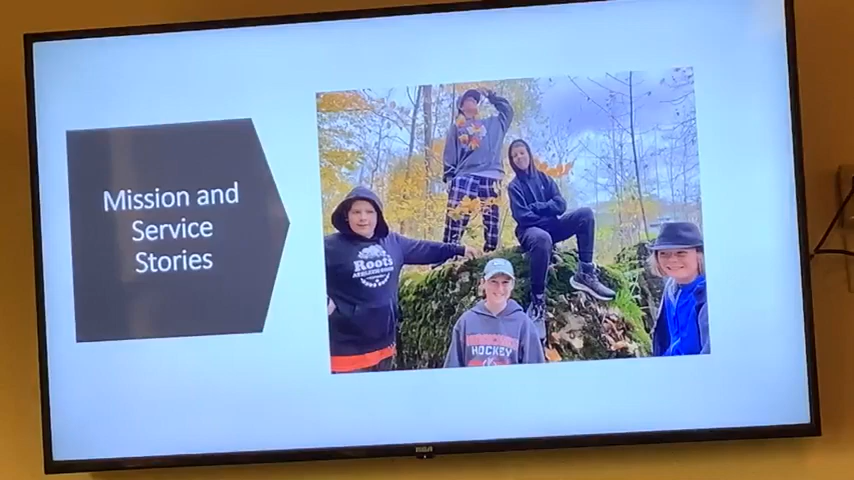 Mission and
Service
Stories
Roots
HOCKEY
RCA